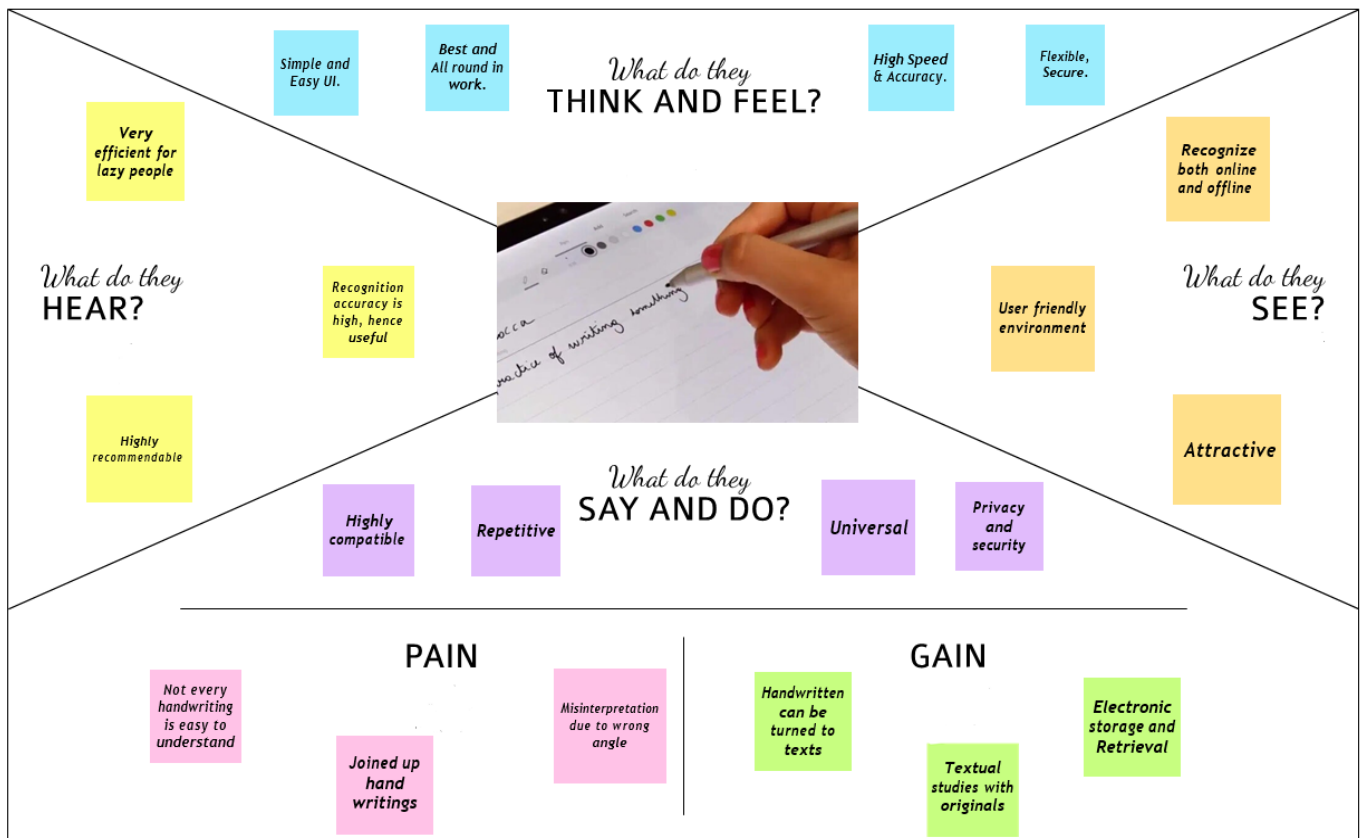 What do they
THINK AND FEEL?
Simple and
Easy UI.
Best and
All round in
work.
High Speed
& Accuracy.
Flexible,
Secure.
What do they
HEAR?
Very
efficient for
lazy people
Recognition
accuracy is
high, hence
useful
Highly
recommendable
practice of writing something
What do they
SEE?
Recognize
both online
and offline
User friendly
environment
Attractive
What do they
SAY AND DO?
Highly
compatible
Repetitive
Universal
Privacy
and
security
PAIN
Not every
handwriting
is easy to
understand
Joined up
hand
writings
Misinterpretation
due to wrong
angle
GAIN
Handwritten
can be
turned to
texts
Textual
studies with
originals
Electronic
storage and
Retrieval